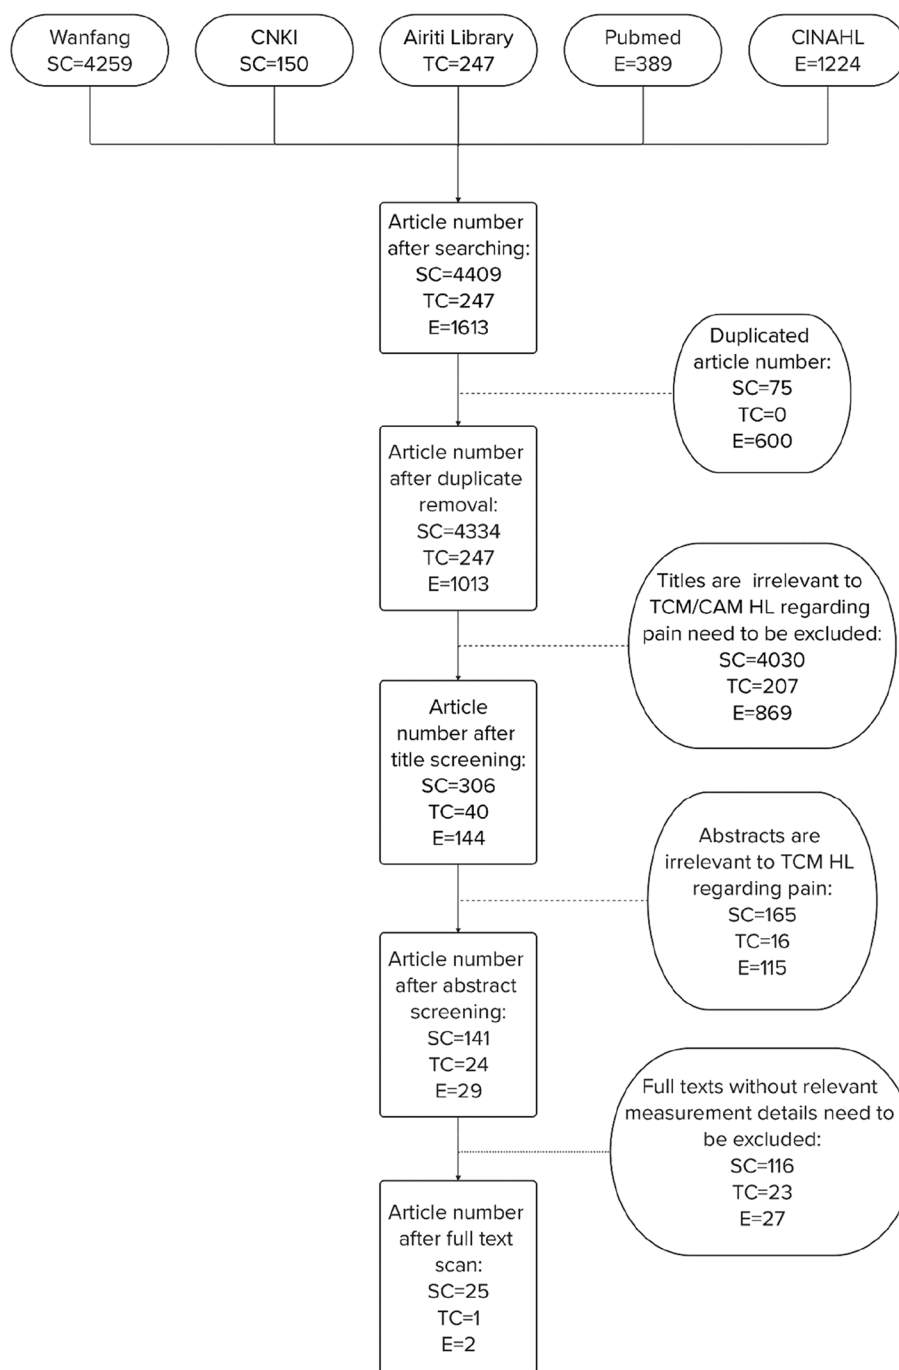 Wanfang
SC=4259
CNKI
SC=150
Airiti Library
TC=247
Pubmed
E=389
CINAHL
E=1224
Article number
after searching:
SC=4409
TC=247
E=1613
Duplicated
article number:
SC=75
TC=0
E=600
Article number
after duplicate
removal:
SC=4334
TC=247
E=1013
Titles are irrelevant to
TCM/CAM HL regarding
pain need to be excluded:
SC=4030
TC=207
E=869
Article
number after
title screening:
SC=306
TC=40
E=144
Abstracts are
irrelevant to TCM HL
regarding pain:
SC=165
TC=16
E=115
Article number
after abstract
screening:
SC=141
TC=24
E=29
Full texts without relevant
measurement details need to
be excluded:
SC=116
TC=23
E=27
Article number
after full text
scan:
SC=25
TC=1
E=2